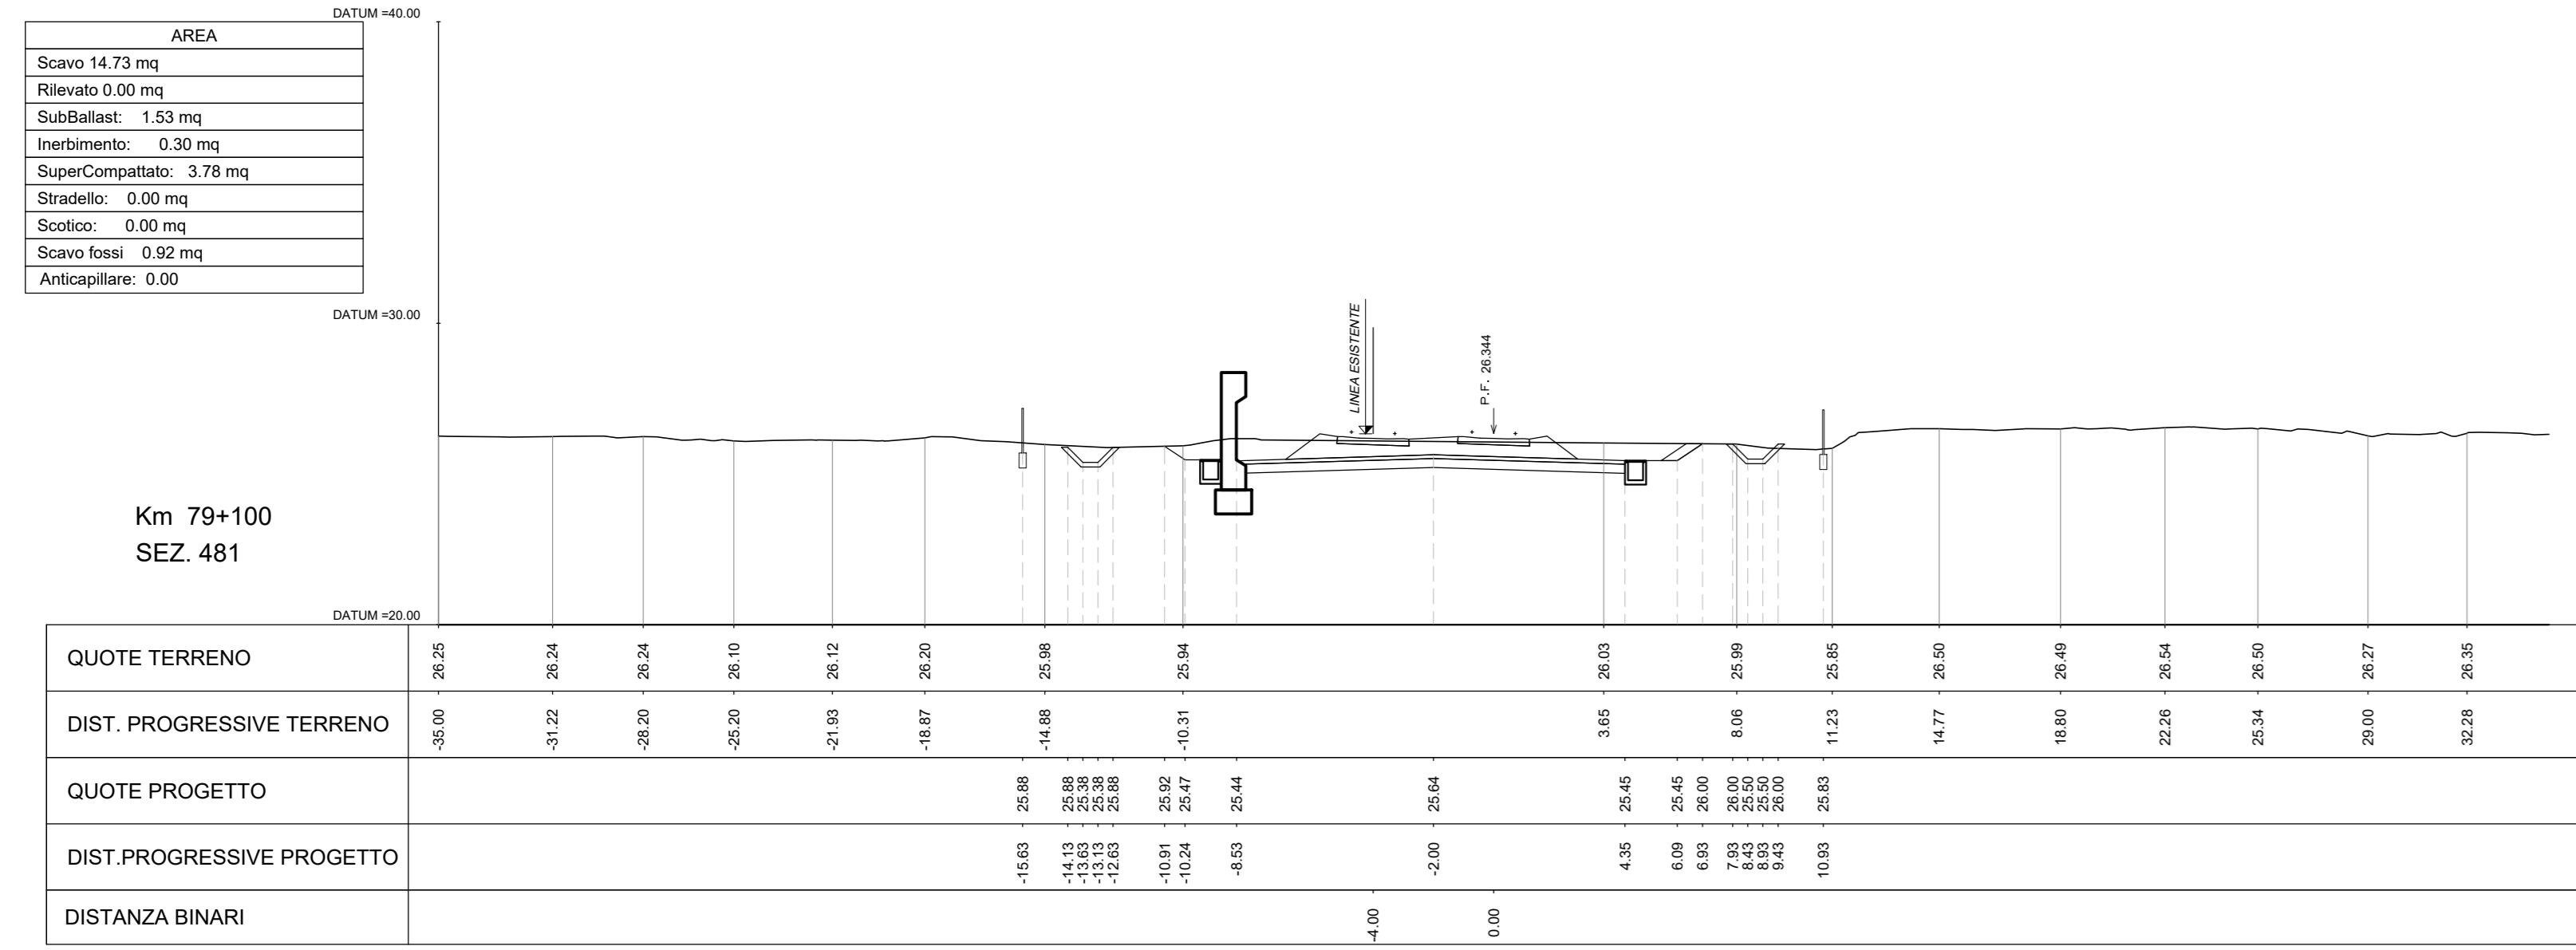 DATUM =40.00
AREA
Scavo 14.73 mq
Rilevato 0.00 mq
SubBallast: 1.53 mq
Inerbimento: 0.30 mq
SuperCompattato: 3.78 mq
Stradello: 0.00 mq
Scotico: 0.00 mq
Scavo fossi 0.92 mq
Anticapillare: 0.00
DATUM =30.00
LINEA ESISTENTE
P.F. 26.344
Km 79+100
SEZ. 481
DATUM =20.00
QUOTE TERRENO 26.25 26.24 26.24 26.10 26.12 26.20 25.98 25.94 26.03 25.99 25.85 26.50 26.49 26.54 26.50 26.27 26.35
DIST. PROGRESSIVE TERRENO -35.00 -31.22 -28.20 -25.20 -21.93 -18.87 -14.88 -10.31 3.65 8.06 11.23 14.77 18.80 22.26 25.34 29.00 32.28
QUOTE PROGETTO 25.88 25.88 25.38 25.38 25.88 25.92 25.47 25.44 25.64 25.45 25.45 26.00 26.00 25.50 25.50 26.00 25.83
DIST.PROGRESSIVE PROGETTO -15.63 -14.13 -13.63 -13.13 -12.63 -10.91 -10.24 -8.53 -2.00 4.35 6.09 6.93 7.93 8.43 8.93 9.43 10.93
DISTANZA BINARI -4.00 0.00